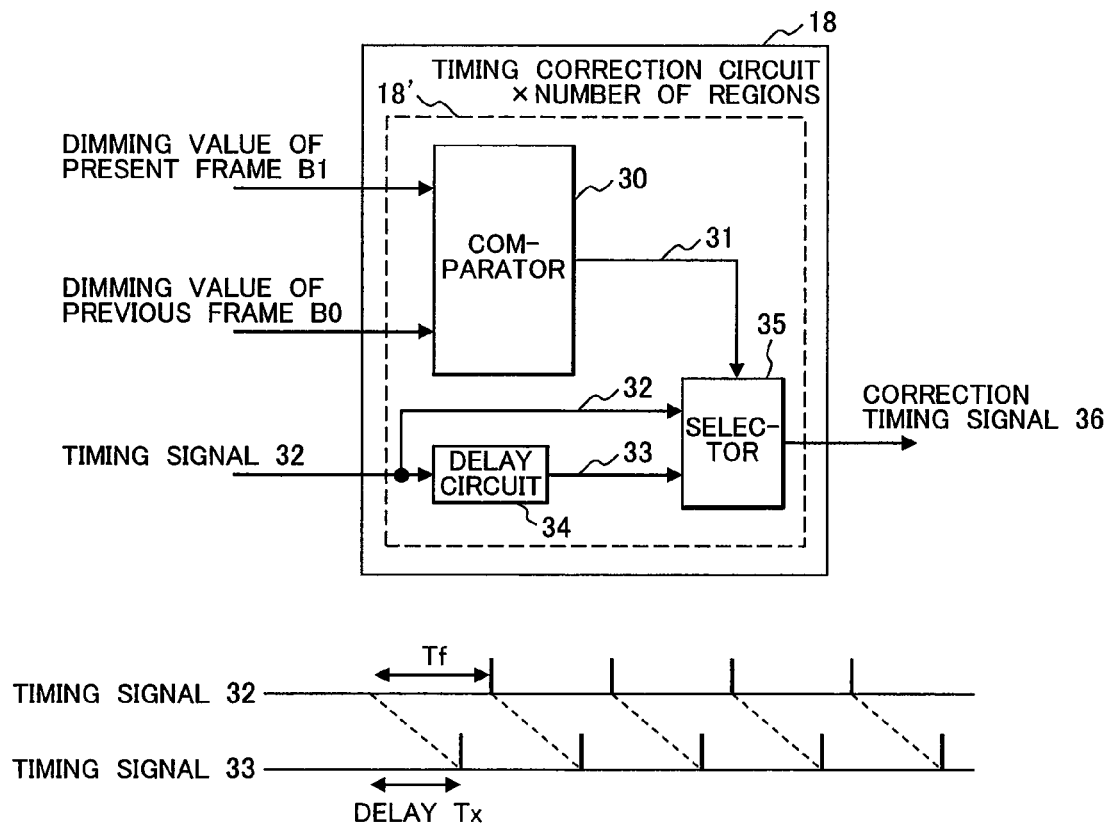 18
TIMING CORRECTION CIRCUIT
×NUMBER OF REGIONS
18'
DIMMING VALUE OF
PRESENT FRAME B1
30
COM-
PARATOR
31
DIMMING VALUE OF
PREVIOUS FRAME B0
35
32
CORRECTION
TIMING SIGNAL 36
SELEC-
TOR
TIMING SIGNAL 32
DELAY
CIRCUIT
33
34
Tf
TIMING SIGNAL 32
TIMING SIGNAL 33
DELAY Tx